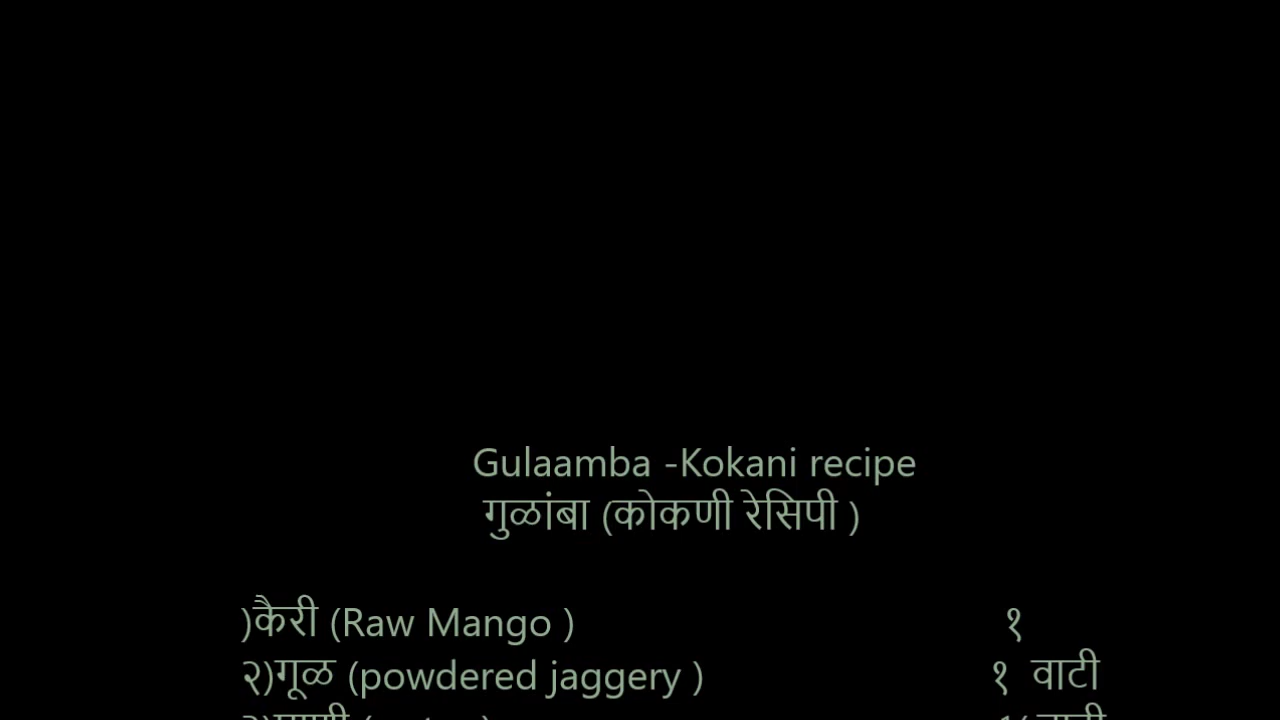 Gulaamba -Kokani recipe
गुळांबा (कोकणी रेसिपी )
)कैरी (Raw Mango ) १
२)गूळ (powdered jaggery ) १ वाटी